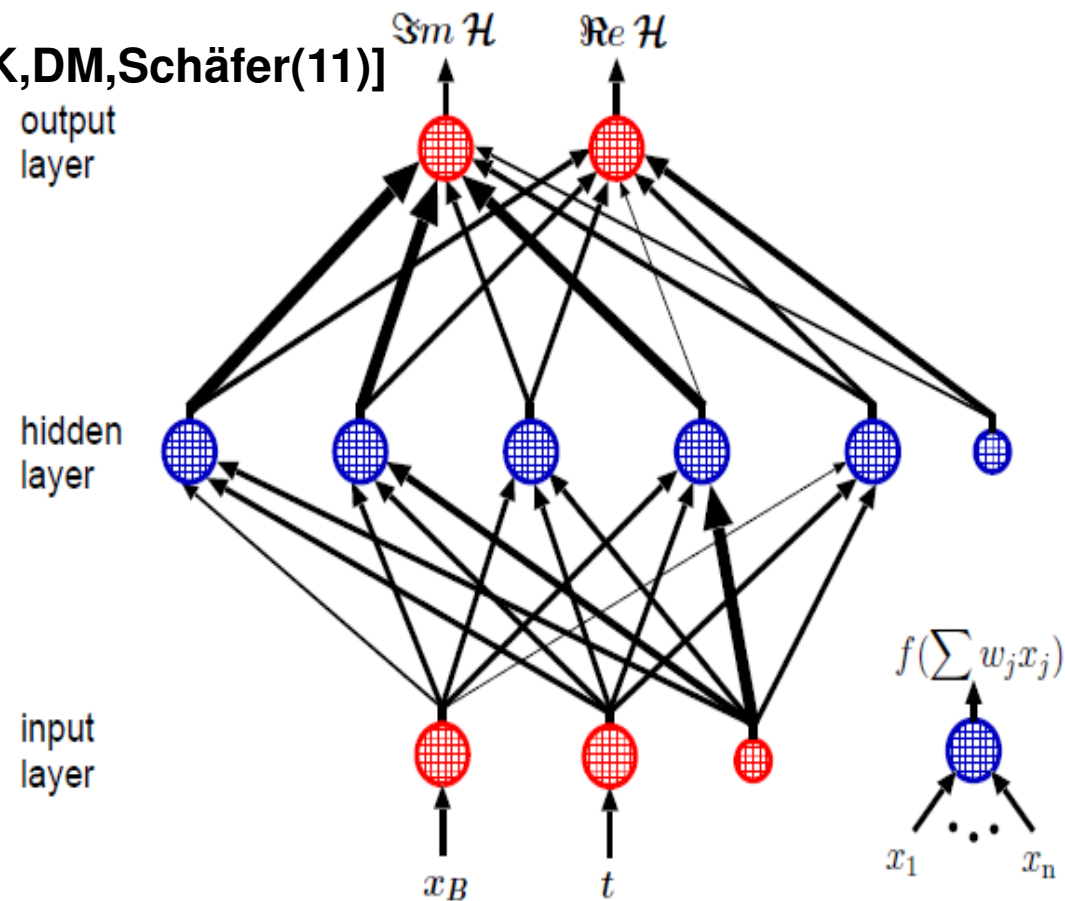 ℑm ℋ ℜe ℋ
K,DM,Schäfer(11)]
output
layer
hidden
layer
f(∑ w_j x_j)
input
layer
x_1 x_n
x_B t